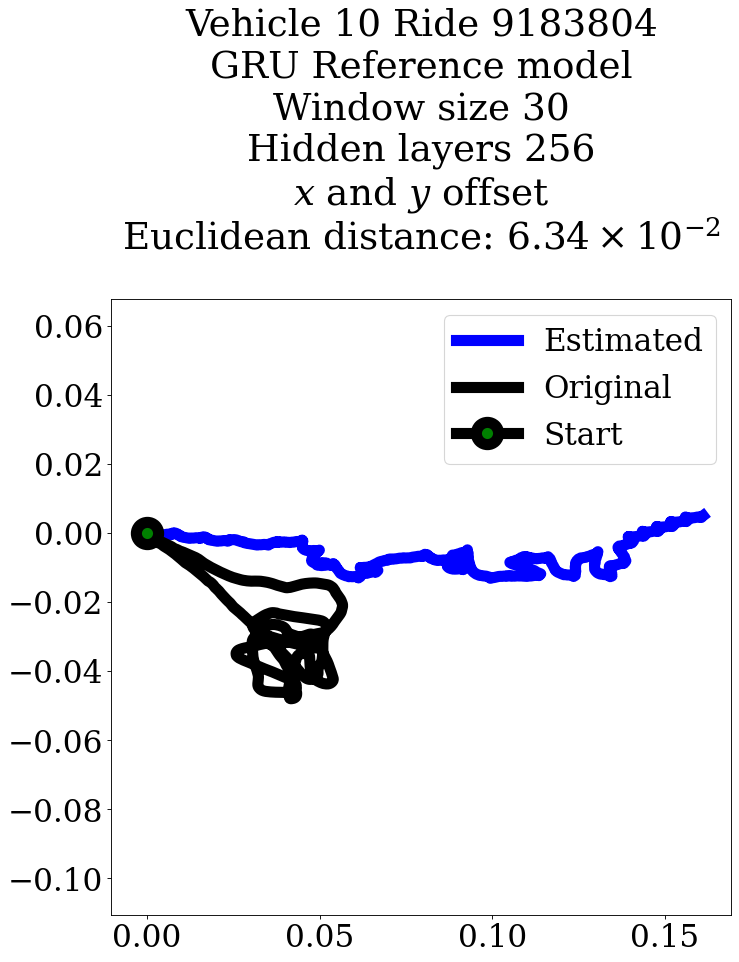 Vehicle 10 Ride 9183804
GRU Reference model
Window size 30
Hidden layers 256
x and y offset
Euclidean distance: 6.34 × 10⁻²
Estimated
Original
Start
0.06
0.04
0.02
0.00
−0.02
−0.04
−0.06
−0.08
−0.10
0.00 0.05 0.10 0.15